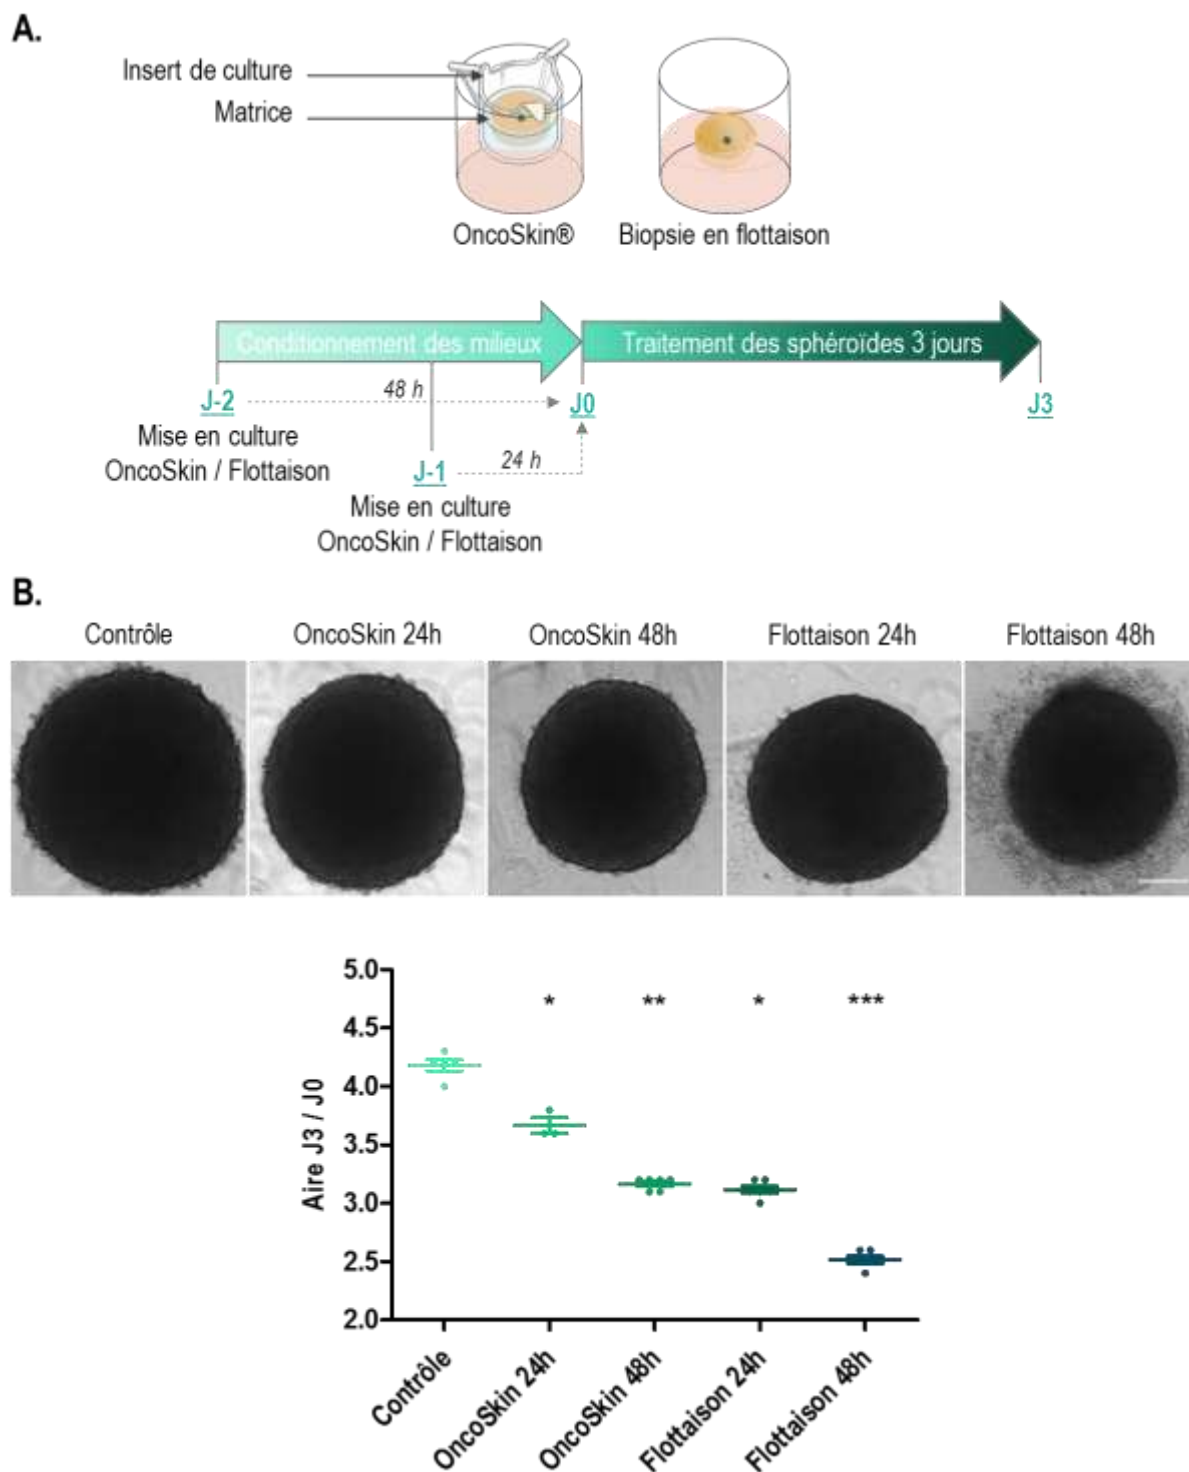 A.
Insert de culture
Matrice
OncoSkin®
Biopsie en flottaison
Conditionnement des milieux
Traitement des sphéroïdes 3 jours
48 h
J-2
J0
J3
Mise en culture
OncoSkin / Flottaison
24 h
J-1
Mise en culture
OncoSkin / Flottaison
B.
Contrôle
OncoSkin 24h
OncoSkin 48h
Flottaison 24h
Flottaison 48h
5.0
* ** * ***
4.5
4.0
3.5
3.0
2.5
2.0
Aire J3 / J0
Contrôle
OncoSkin 24h
OncoSkin 48h
Flottaison 24h
Flottaison 48h